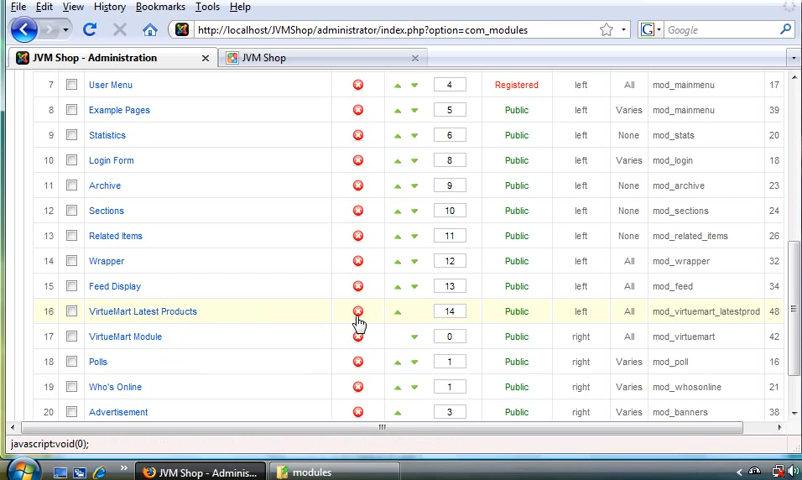 File Edit View History Bookmarks Tools Help
http://localhost/JVMShop/administrator/index.php?option=com_modules
Google
JVM Shop - Administration
JVM Shop
7 User Menu 4 Registered left All mod_mainmenu 17
8 Example Pages 5 Public left Varies mod_mainmenu 39
9 Statistics 6 Public left None mod_stats 20
10 Login Form 8 Public left Varies mod_login 18
11 Archive 9 Public left None mod_archive 23
12 Sections 10 Public left None mod_sections 24
13 Related Items 11 Public left None mod_related_items 26
14 Wrapper 12 Public left All mod_wrapper 32
15 Feed Display 13 Public left All mod_feed 34
16 VirtueMart Latest Products 14 Public left All mod_virtuemart_latestprod 48
17 VirtueMart Module 0 Public right All mod_virtuemart 42
18 Polls 1 Public right Varies mod_poll 16
19 Who's Online 1 Public right Varies mod_whosonline 21
20 Advertisement 3 Public right Varies mod_banners 38
javascript:void(0);
JVM Shop - Adminis...
modules